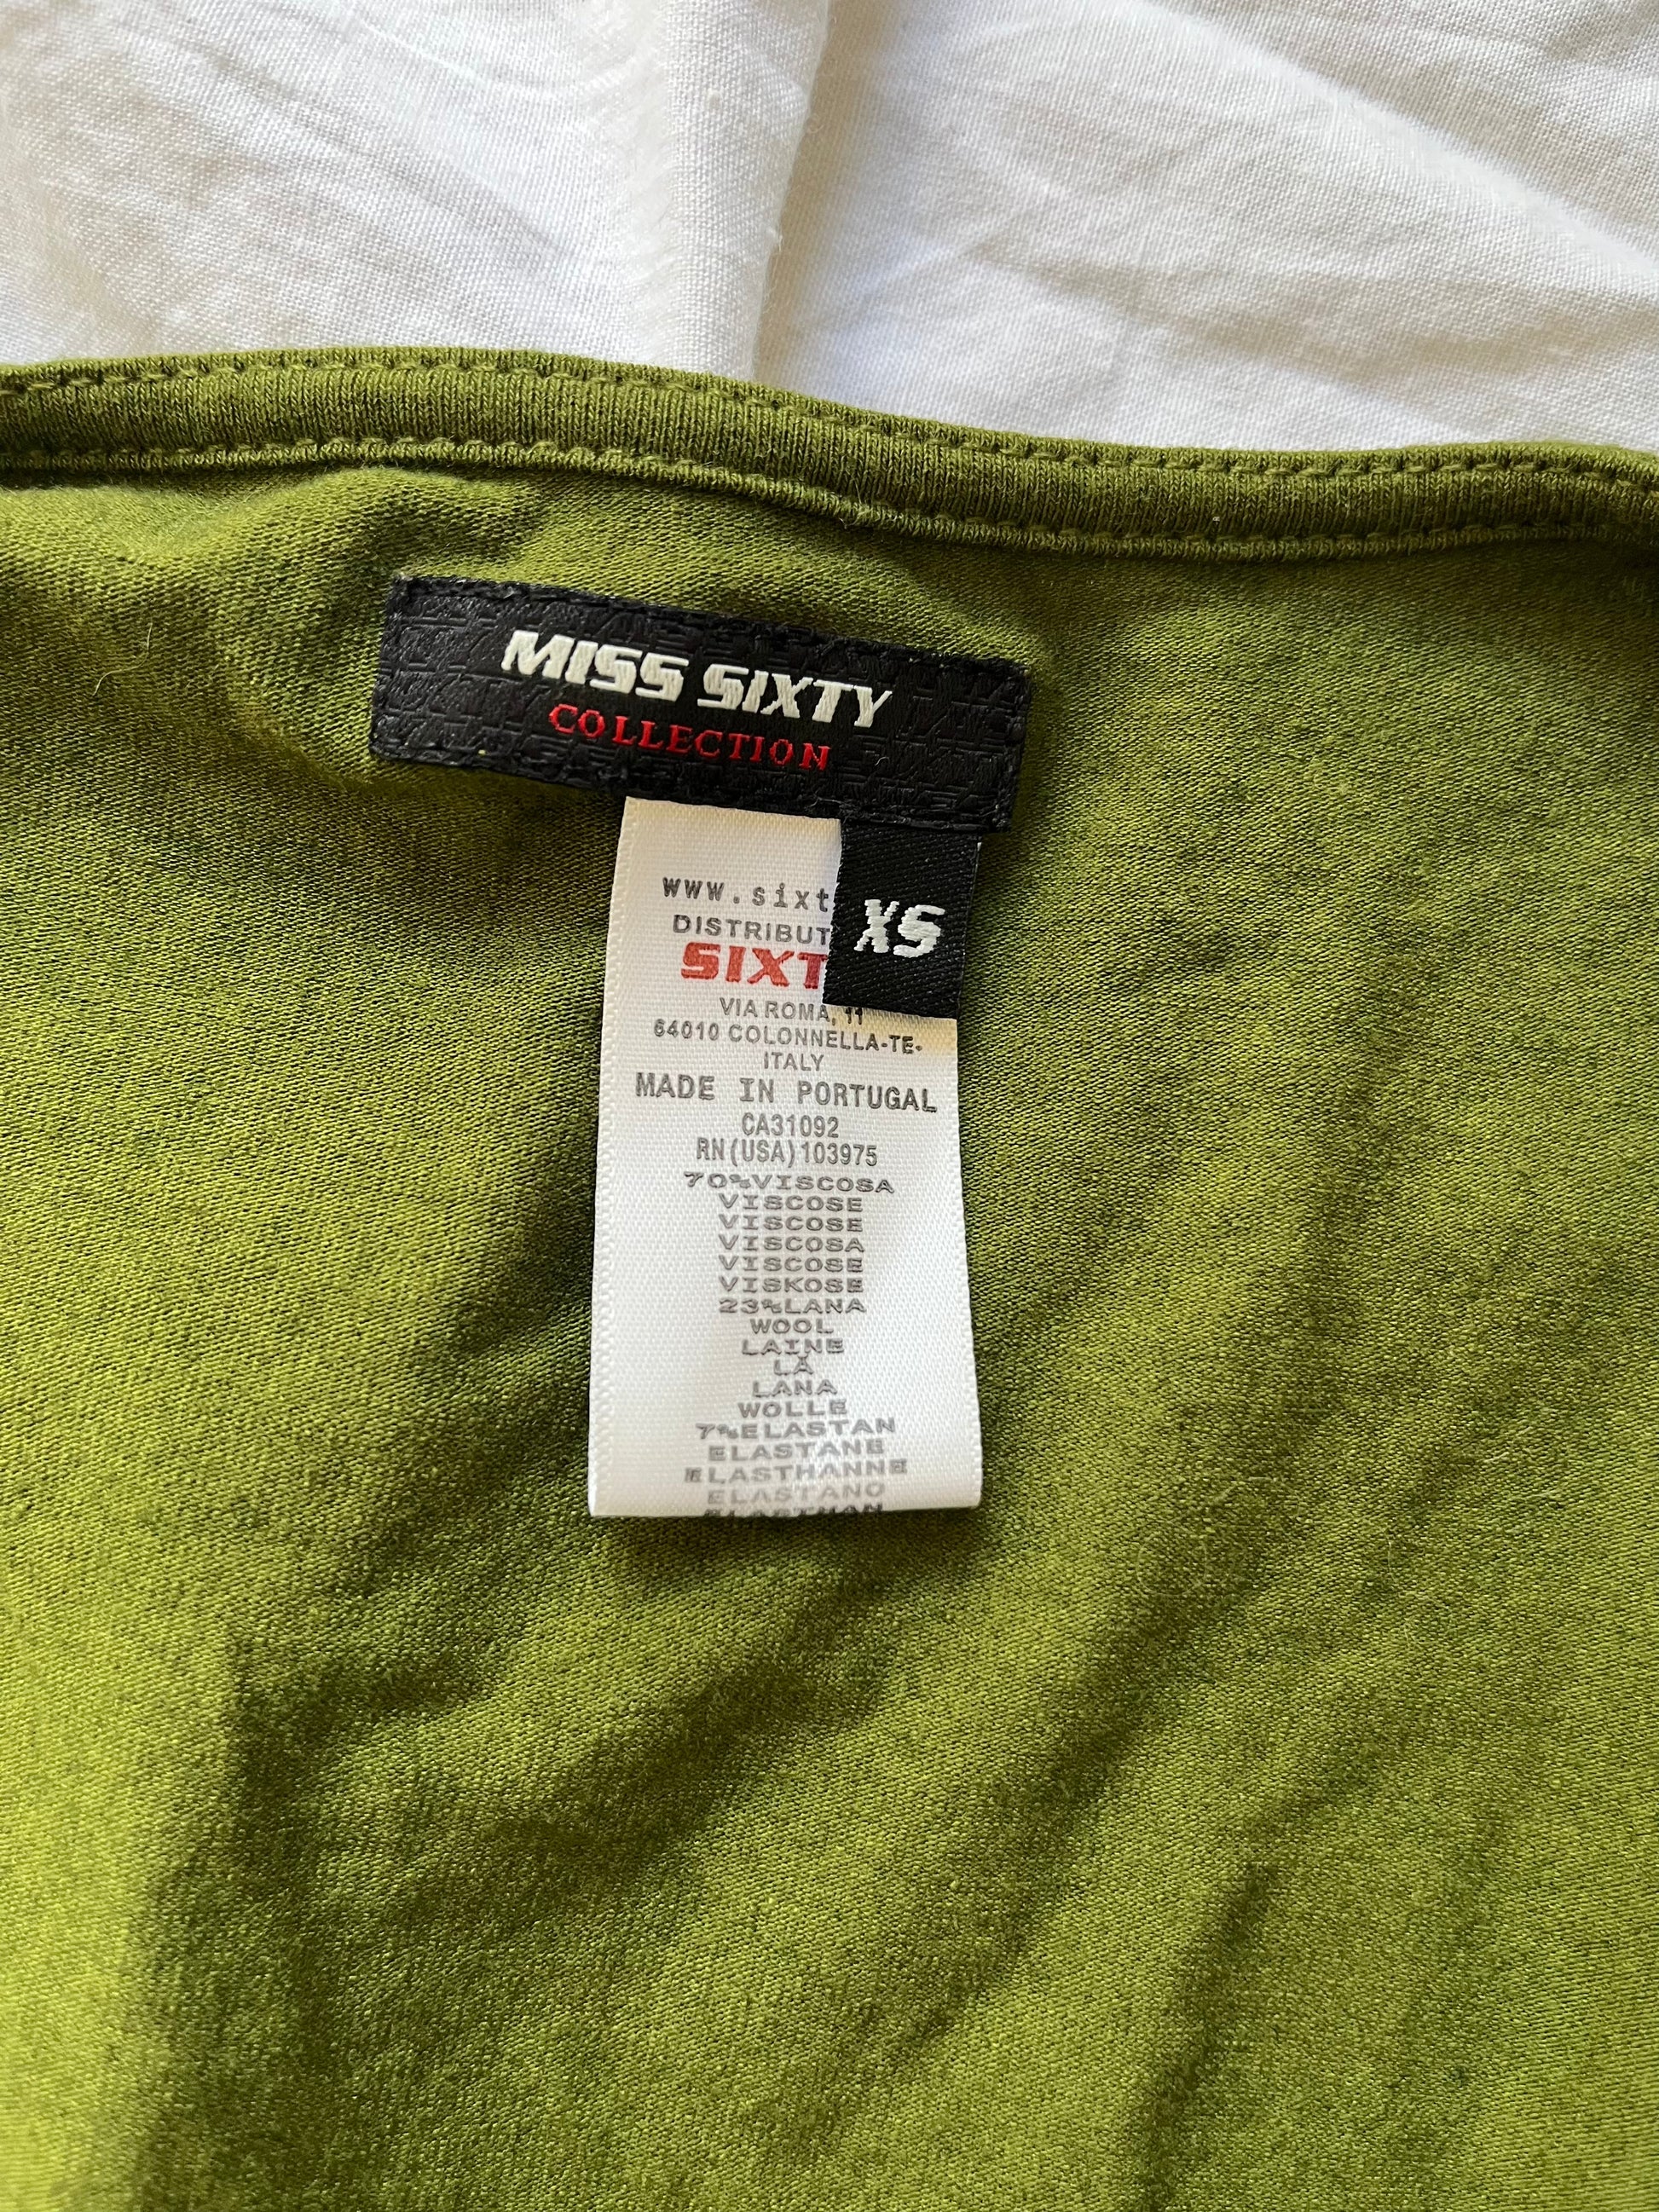 MISS SIXTY
COLLECTION
XS
www.sixt
DISTRIBUT
SIXT
VIA ROMA, 11
64010 COLONNELLA-TE-
ITALY
MADE IN PORTUGAL
CA31092
RN(USA)103975
70%VISCOSA
VISCOSE
VISCOSE
VISCOSA
VISCOSE
VISKOSE
23%LANA
WOOL
LAINE
LÃ
LANA
WOLLE
7%ELASTAN
ELASTANE
ELASTHANNE
ELASTANO
ELASTHAN